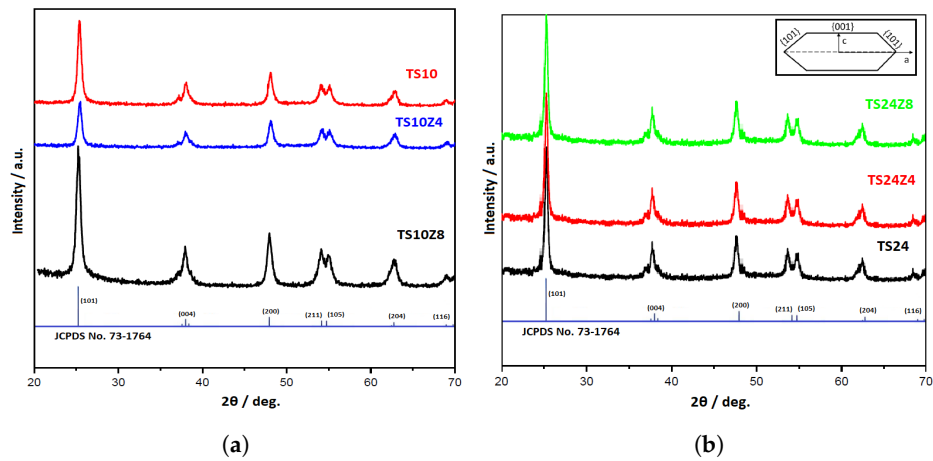 TS10
TS10Z4
TS10Z8
(101)
(004)
(200)
(211)
(105)
(204)
(116)
JCPDS No. 73-1764
Intensity / a.u.
20
30
40
50
60
70
2θ / deg.
(a)
{101}
{001}
{101}
c
a
TS24Z8
TS24Z4
TS24
(101)
(004)
(200)
(211)
(105)
(204)
(116)
JCPDS No. 73-1764
Intensity / a.u.
20
30
40
50
60
70
2θ / deg.
(b)